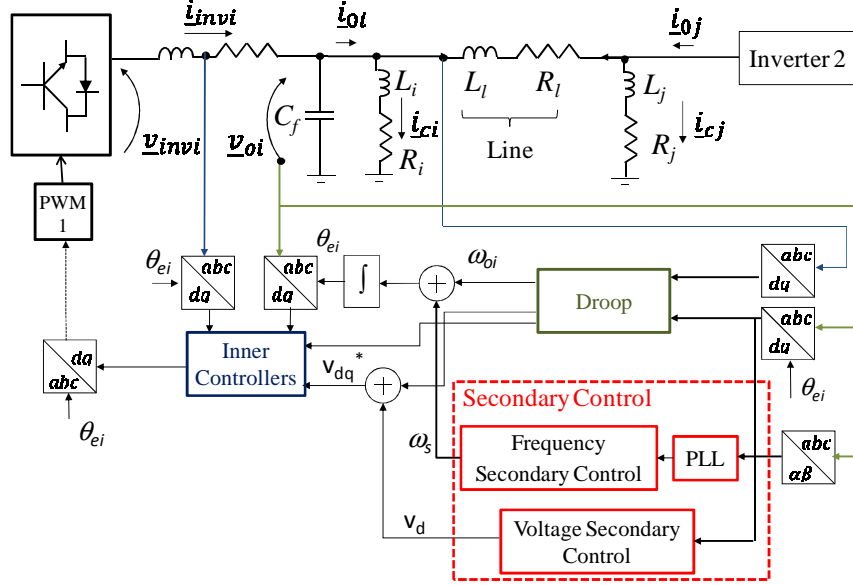 i_invi
i_0i
i_0j
Inverter 2
L_i
C_f
i_ci
R_i
L_l
R_l
Line
L_j
i_cj
R_j
v_invi
v_oi
PWM
1
θ_ei
abc
dq
θ_ei
abc
dq
∫
+
ω_oi
Droop
abc
dq
abc
dq
θ_ei
dq
abc
θ_ei
Inner
Controllers
v_dq*
+
Secondary Control
ω_s
Frequency
Secondary Control
PLL
abc
αβ
v_d
Voltage Secondary
Control